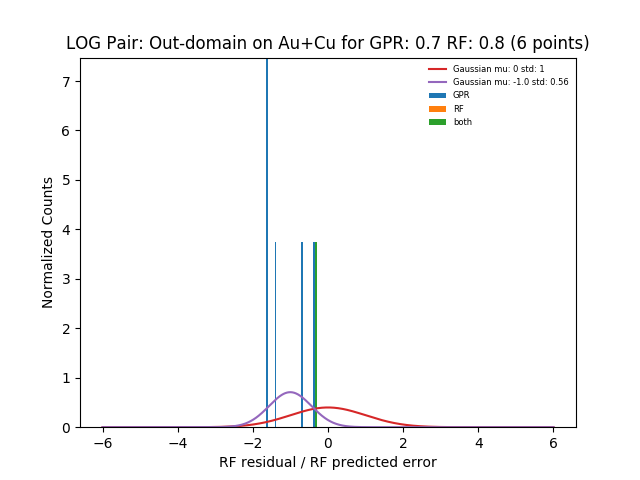 LOG Pair: Out-domain on Au+Cu for GPR: 0.7 RF: 0.8 (6 points)
Gaussian mu: 0 std: 1
Gaussian mu: -1.0 std: 0.56
GPR
RF
both
Normalized Counts
7
6
5
4
3
2
1
0
−6 −4 −2 0 2 4 6
RF residual / RF predicted error